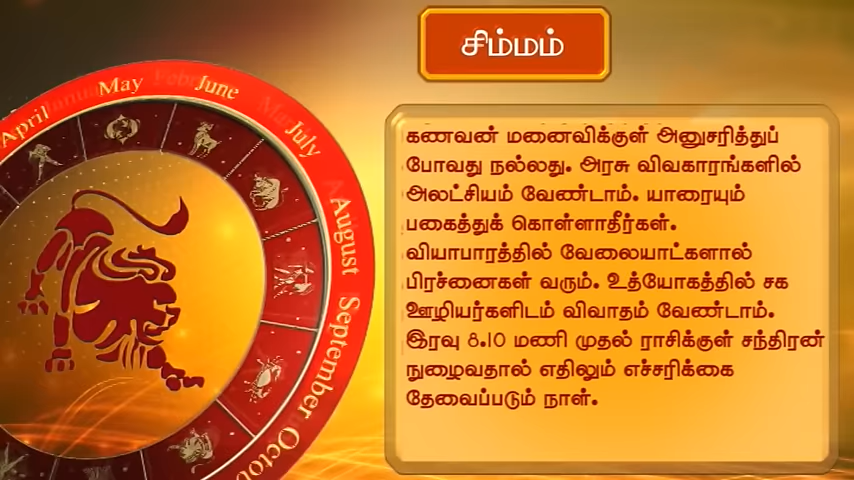 சிம்மம்
கணவன் மனைவிக்குள் அனுசரித்துப்
போவது நல்லது. அரசு விவகாரங்களில்
அலட்சியம் வேண்டாம். யாரையும்
பகைத்துக் கொள்ளாதீர்கள்.
வியாபாரத்தில் வேலையாட்களால்
பிரச்னைகள் வரும். உத்யோகத்தில் சக
ஊழியர்களிடம் விவாதம் வேண்டாம்.
இரவு 8.10 மணி முதல் ராசிக்குள் சந்திரன்
நுழைவதால் எதிலும் எச்சரிக்கை
தேவைப்படும் நாள்.
April
May
June
July
August
September